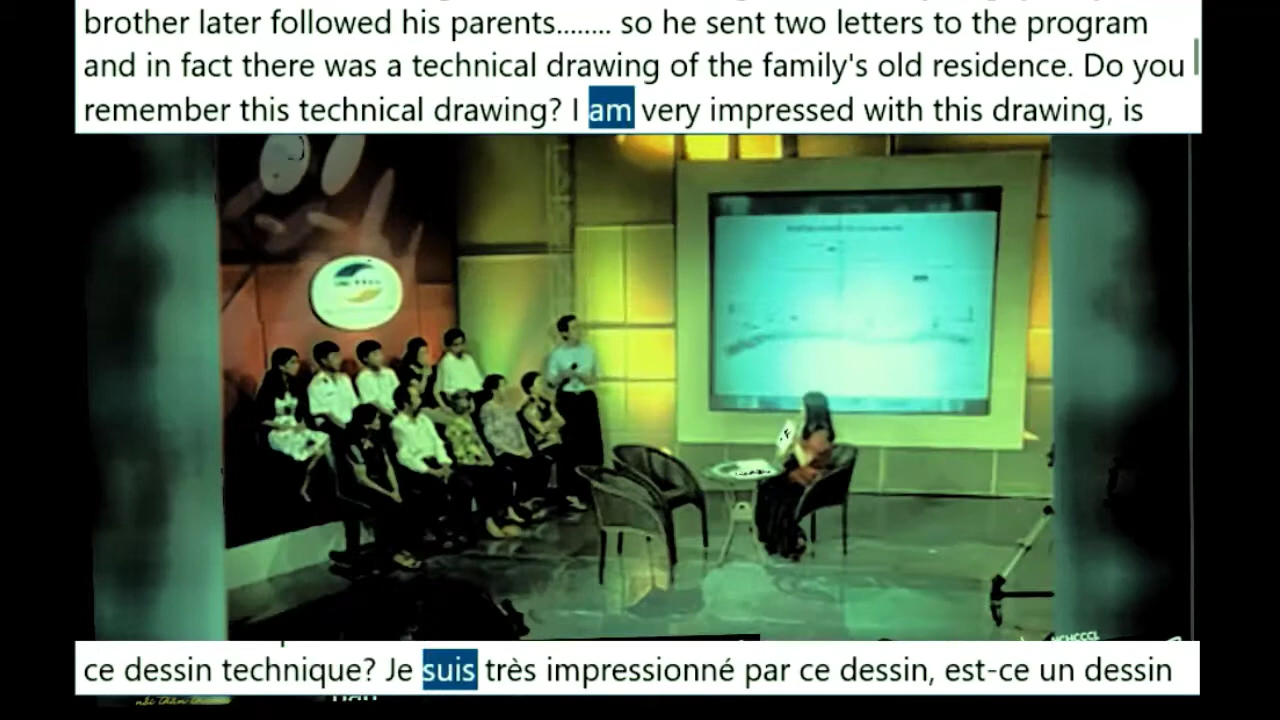 brother later followed his parents........ so he sent two letters to the program
and in fact there was a technical drawing of the family's old residence. Do you
remember this technical drawing? I am very impressed with this drawing, is
NCHCCCL
ce dessin technique? Je suis très impressionné par ce dessin, est-ce un dessin